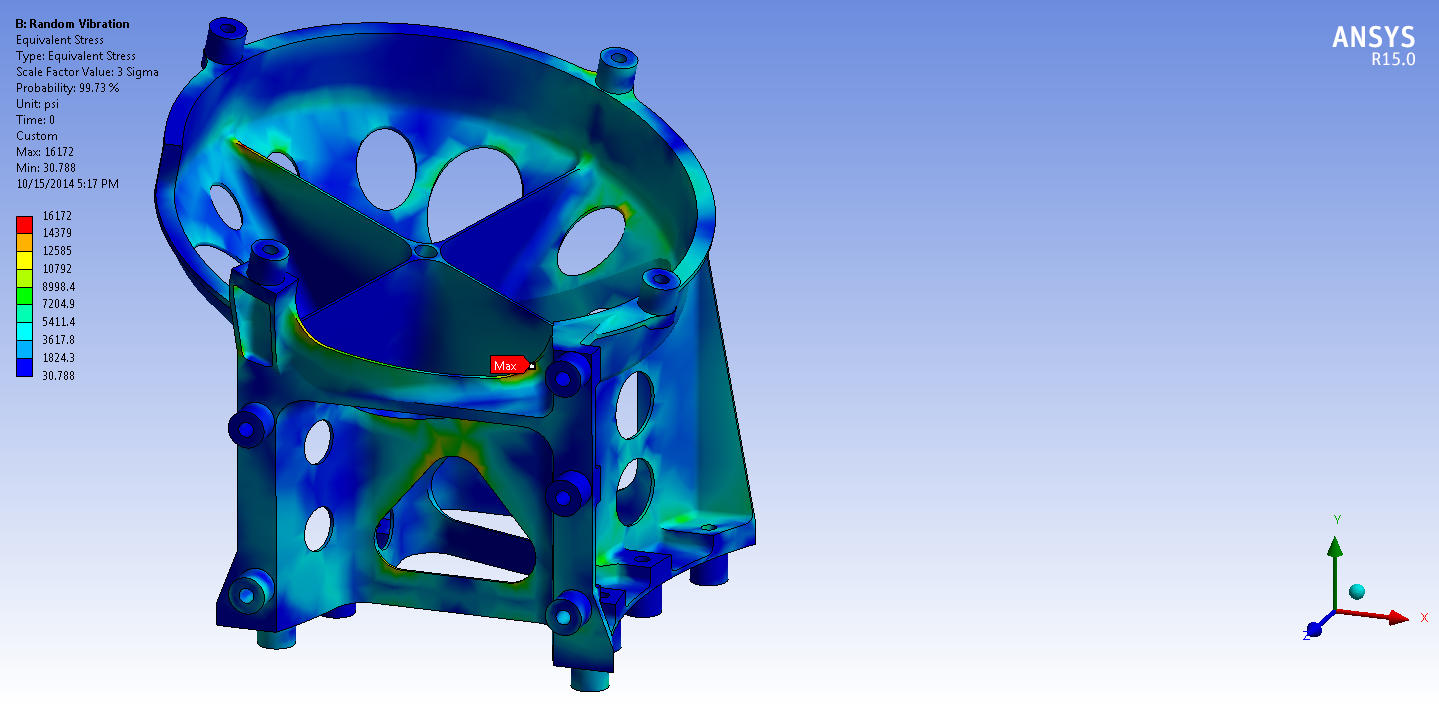 B: Random Vibration
Equivalent Stress
Type: Equivalent Stress
Scale Factor Value: 3 Sigma
Probability: 99.73 %
Unit: psi
Time: 0
Custom
Max: 16172
Min: 30.788
10/15/2014 5:17 PM
16172
14379
12585
10792
8998.4
7204.9
5411.4
3617.8
1824.3
30.788
ANSYS
R15.0
Max
Y
X
Z